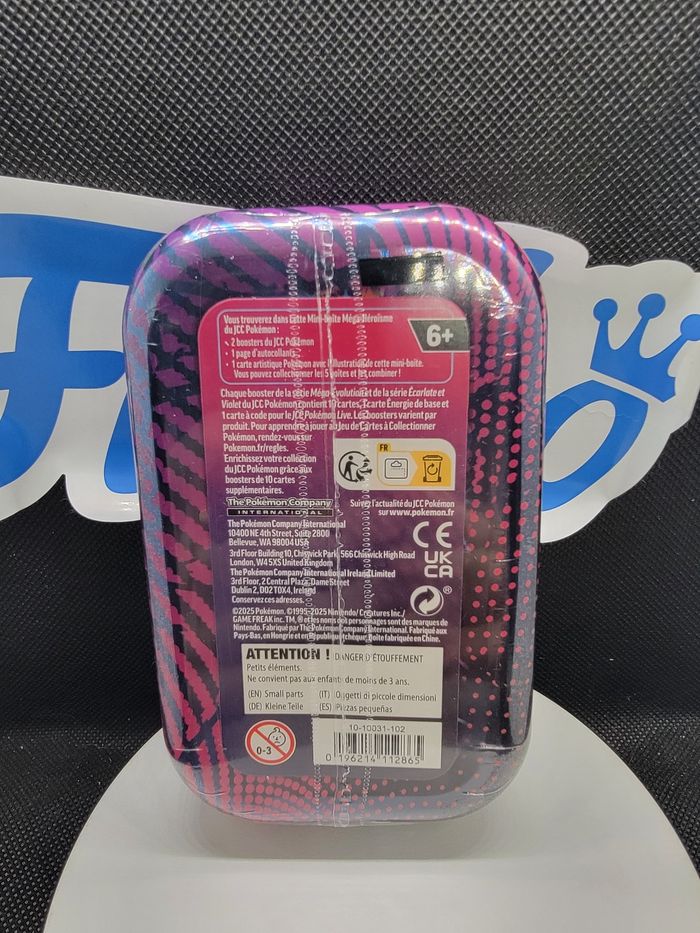 Vous trouverez dans cette Mini-boîte Méga-Héroïsme
du JCC Pokémon :
2 boosters du JCC Pokémon
• 1 page d'autocollants
• 1 carte artistique Pokémon avec l'illustration de cette mini-boîte.
Vous pouvez collectionner les 5 boîtes et les combiner !
6+
Chaque booster de la série Méga-Évolution et de la série Écarlate et
Violet du JCC Pokémon contient 10 cartes, 1 carte Énergie de base et
1 carte à code pour le JCC Pokémon Live. Les boosters varient par
produit. Pour apprendre à jouer au Jeu de Cartes à Collectionner
Pokémon, rendez-vous sur
Pokemon.fr/regles.
Enrichissez votre collection
du JCC Pokémon grâce aux
boosters de 10 cartes
supplémentaires.
FR
The Pokémon Company
INTERNATIONAL
Suivez l'actualité du JCC Pokémon
sur www.pokemon.fr
The Pokémon Company International
10400 NE 4th Street, Suite 2800
Bellevue, WA 98004 USA
3rd Floor Building 10, Chiswick Park, 566 Chiswick High Road
London, W4 5XS United Kingdom
The Pokémon Company International Ireland Limited
3rd Floor, 2 Central Plaza, Dame Street
Dublin 2, D02 T0X4, Ireland
Conservez ces adresses.
CE
UK
CA
®
©2025 Pokémon. ©1995-2025 Nintendo/ Creatures Inc./
GAME FREAK inc. TM, ® et les noms des personnages sont des marques de
Nintendo. Fabriqué par The Pokémon Company International. Fabriqué aux
Pays-Bas, en Hongrie et en République tchèque. Boîte fabriquée en Chine.
ATTENTION ! DANGER D'ÉTOUFFEMENT
Petits éléments.
Ne convient pas aux enfants de moins de 3 ans.
(EN) Small parts (IT) Oggetti di piccole dimensioni
(DE) Kleine Teile (ES) Piezas pequeñas
0-3
10-10031-102
0 196214 112865